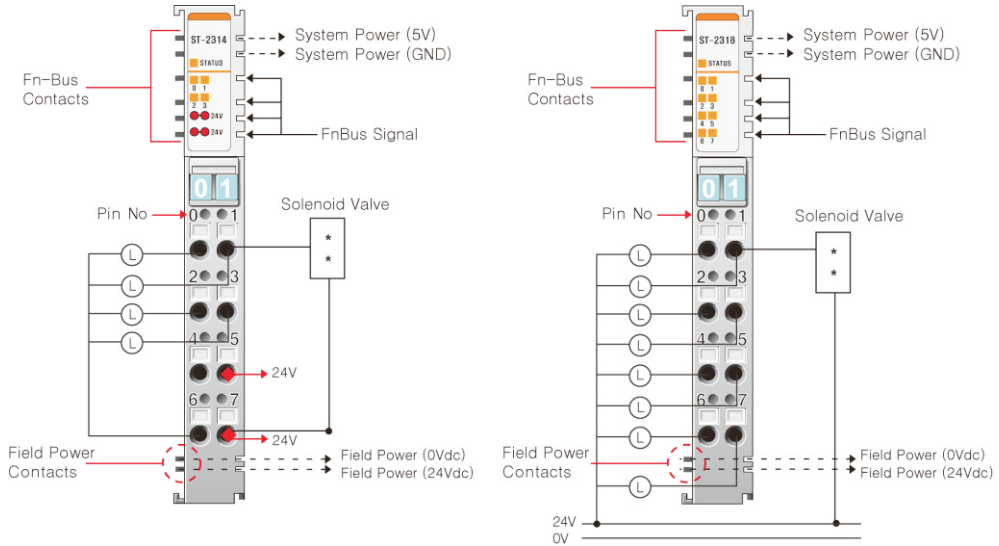 ST-2314
System Power (5V)
System Power (GND)
STATUS
0 1
2 3
24V
24V
Fn-Bus
Contacts
FnBus Signal
0 1
Pin No
0 1
Solenoid Valve
*
*
L
2 3
L
L
4 5
L
24V
6 7
24V
Field Power
Contacts
Field Power (0Vdc)
Field Power (24Vdc)
ST-2318
System Power (5V)
System Power (GND)
STATUS
0 1
2 3
4 5
6 7
Fn-Bus
Contacts
FnBus Signal
0 1
Pin No
0 1
Solenoid Valve
*
*
L
2 3
L
L
4 5
L
L
6 7
L
L
Field Power
Contacts
Field Power (0Vdc)
Field Power (24Vdc)
L
24V
0V